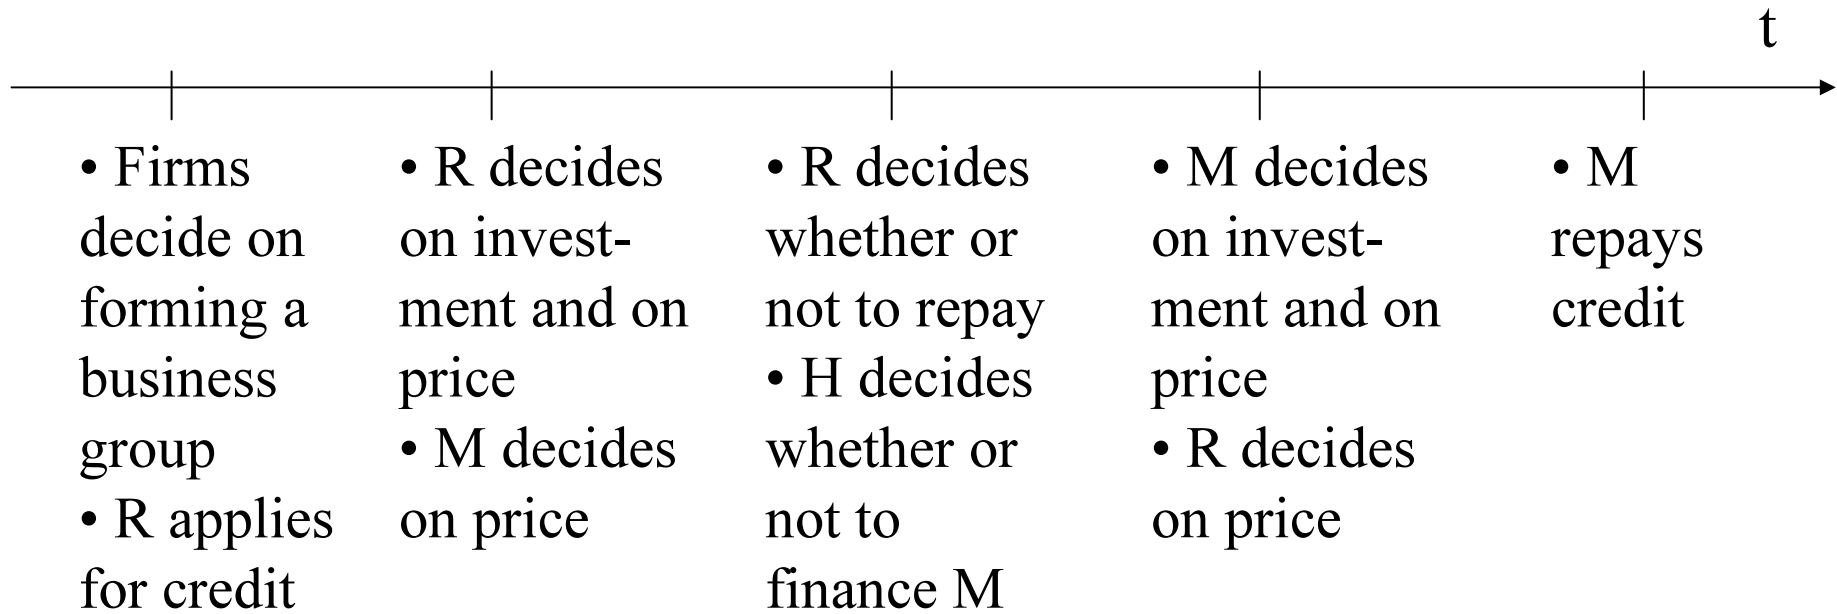 t
• Firms
decide on
forming a
business
group
• R applies
for credit
• R decides
on invest-
ment and on
price
• M decides
on price
• R decides
whether or
not to repay
• H decides
whether or
not to
finance M
• M decides
on invest-
ment and on
price
• R decides
on price
• M
repays
credit